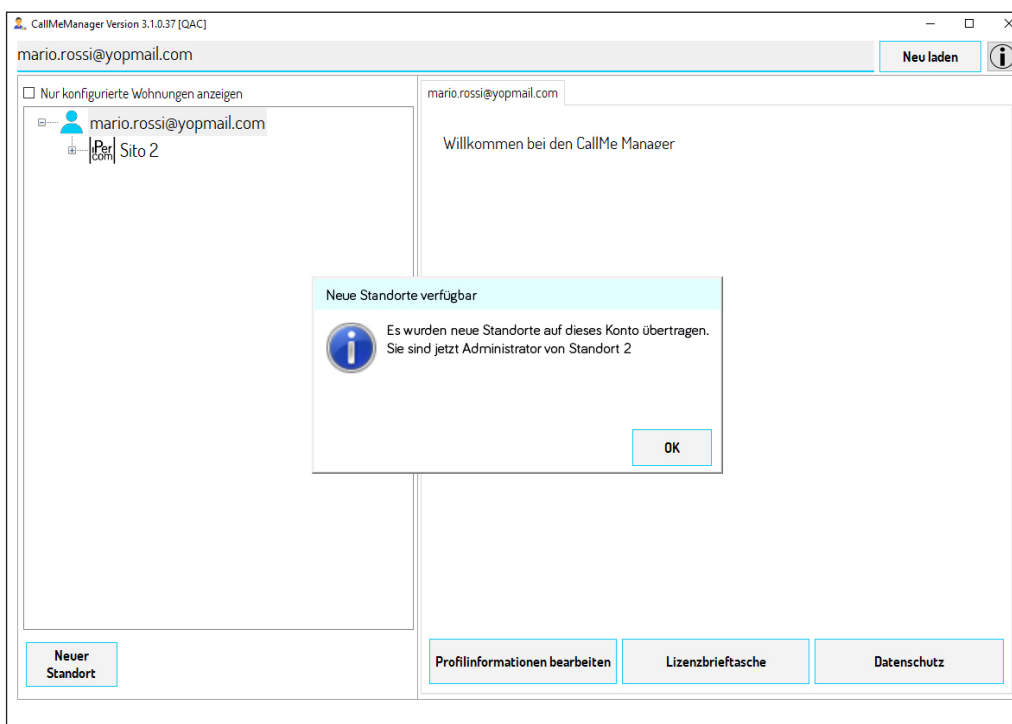 CallMeManager Version 3.1.0.37 [QAC]
mario.rossi@yopmail.com
Neu laden
Nur konfigurierte Wohnungen anzeigen
mario.rossi@yopmail.com
IPer com Sito 2
mario.rossi@yopmail.com
Willkommen bei den CallMe Manager
Neue Standorte verfügbar
Es wurden neue Standorte auf dieses Konto übertragen.
Sie sind jetzt Administrator von Standort 2
OK
Neuer
Standort
Profilinformationen bearbeiten
Lizenzbrieftasche
Datenschutz